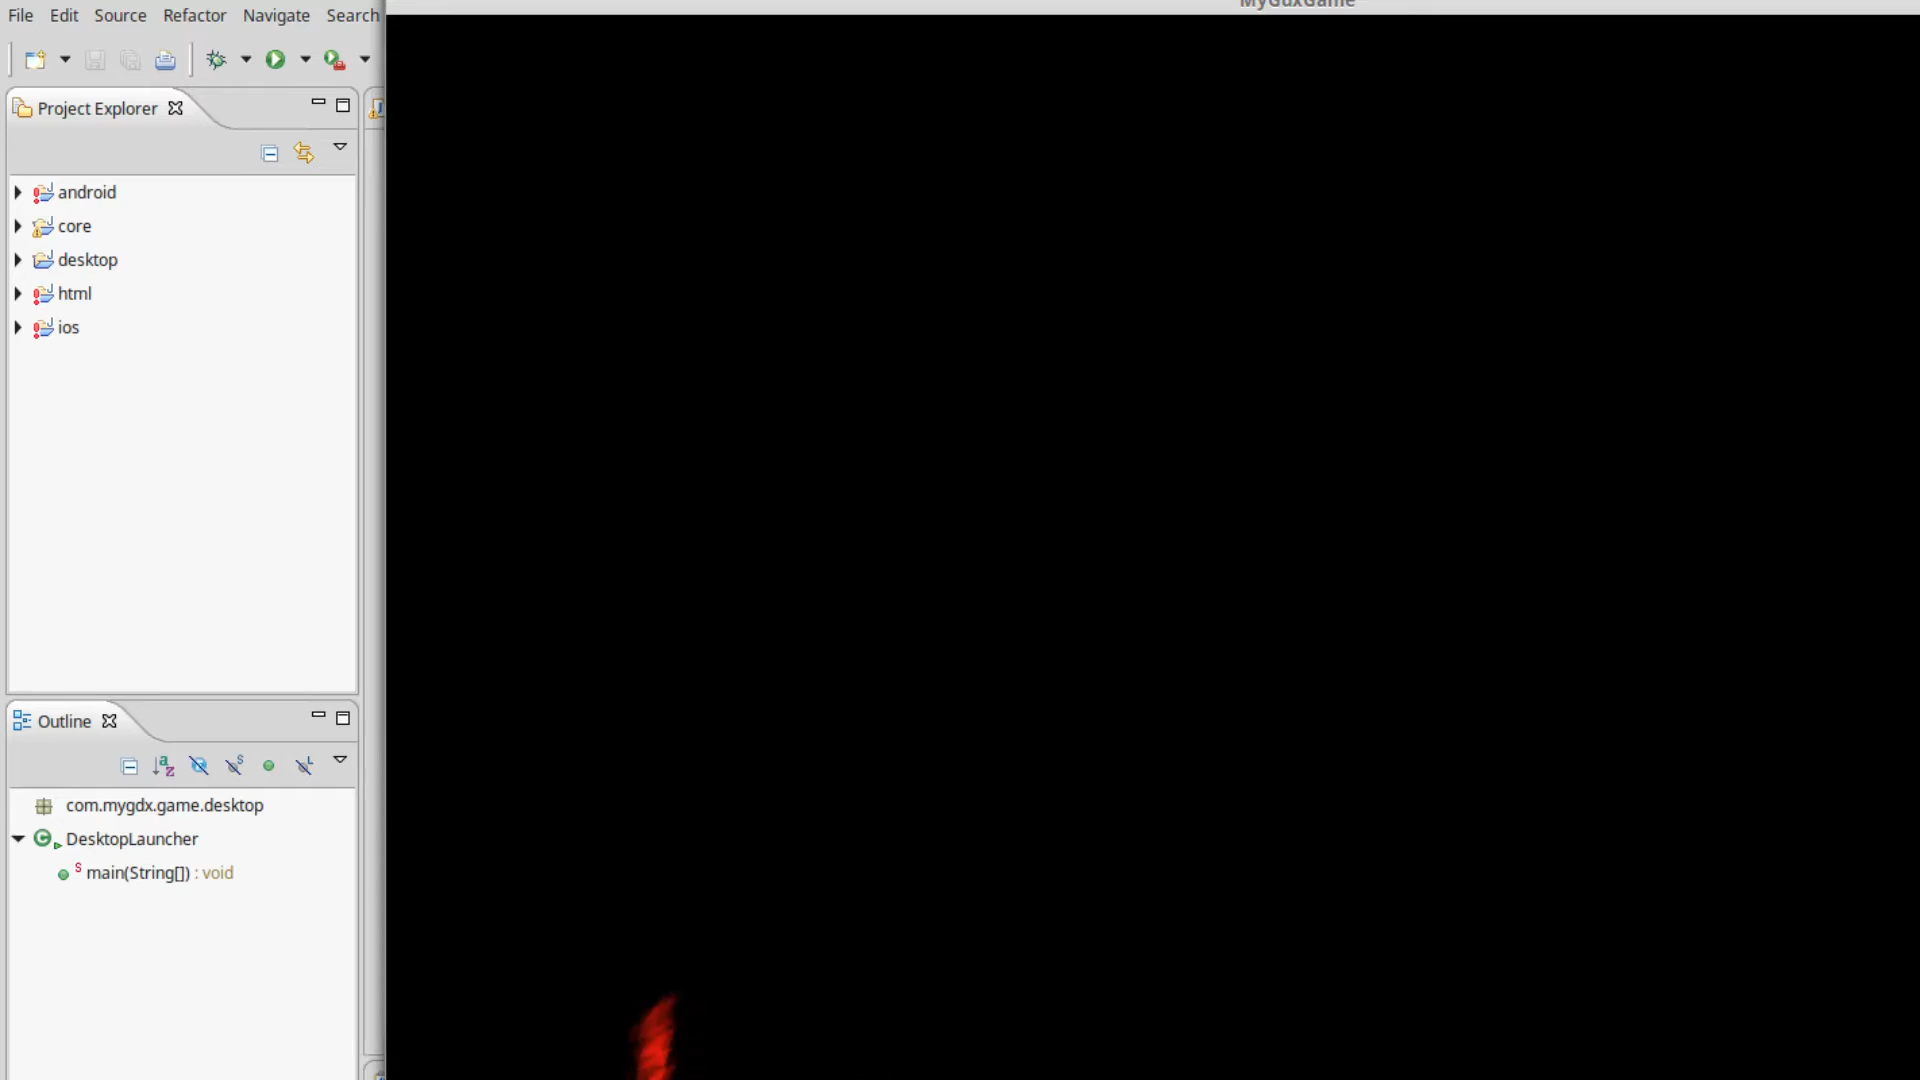 File Edit Source Refactor Navigate Search
MyGdxGame
Project Explorer
android
core
desktop
html
ios
Outline
com.mygdx.game.desktop
DesktopLauncher
main(String[]) : void